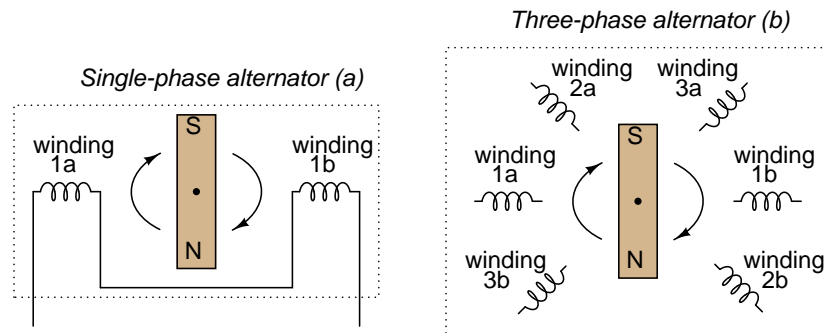 Single-phase alternator (a)
winding
1a
S
N
winding
1b
Three-phase alternator (b)
winding
2a
winding
3a
winding
1a
S
N
winding
1b
winding
3b
winding
2b